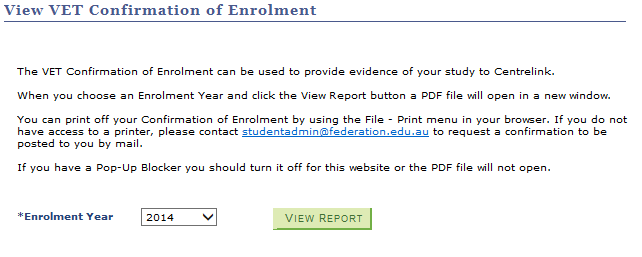 View VET Confirmation of Enrolment
The VET Confirmation of Enrolment can be used to provide evidence of your study to Centrelink.
When you choose an Enrolment Year and click the View Report button a PDF file will open in a new window.
You can print off your Confirmation of Enrolment by using the File - Print menu in your browser. If you do not
have access to a printer, please contact studentadmin@federation.edu.au to request a confirmation to be
posted to you by mail.
If you have a Pop-Up Blocker you should turn it off for this website or the PDF file will not open.
*Enrolment Year 2014 VIEW REPORT